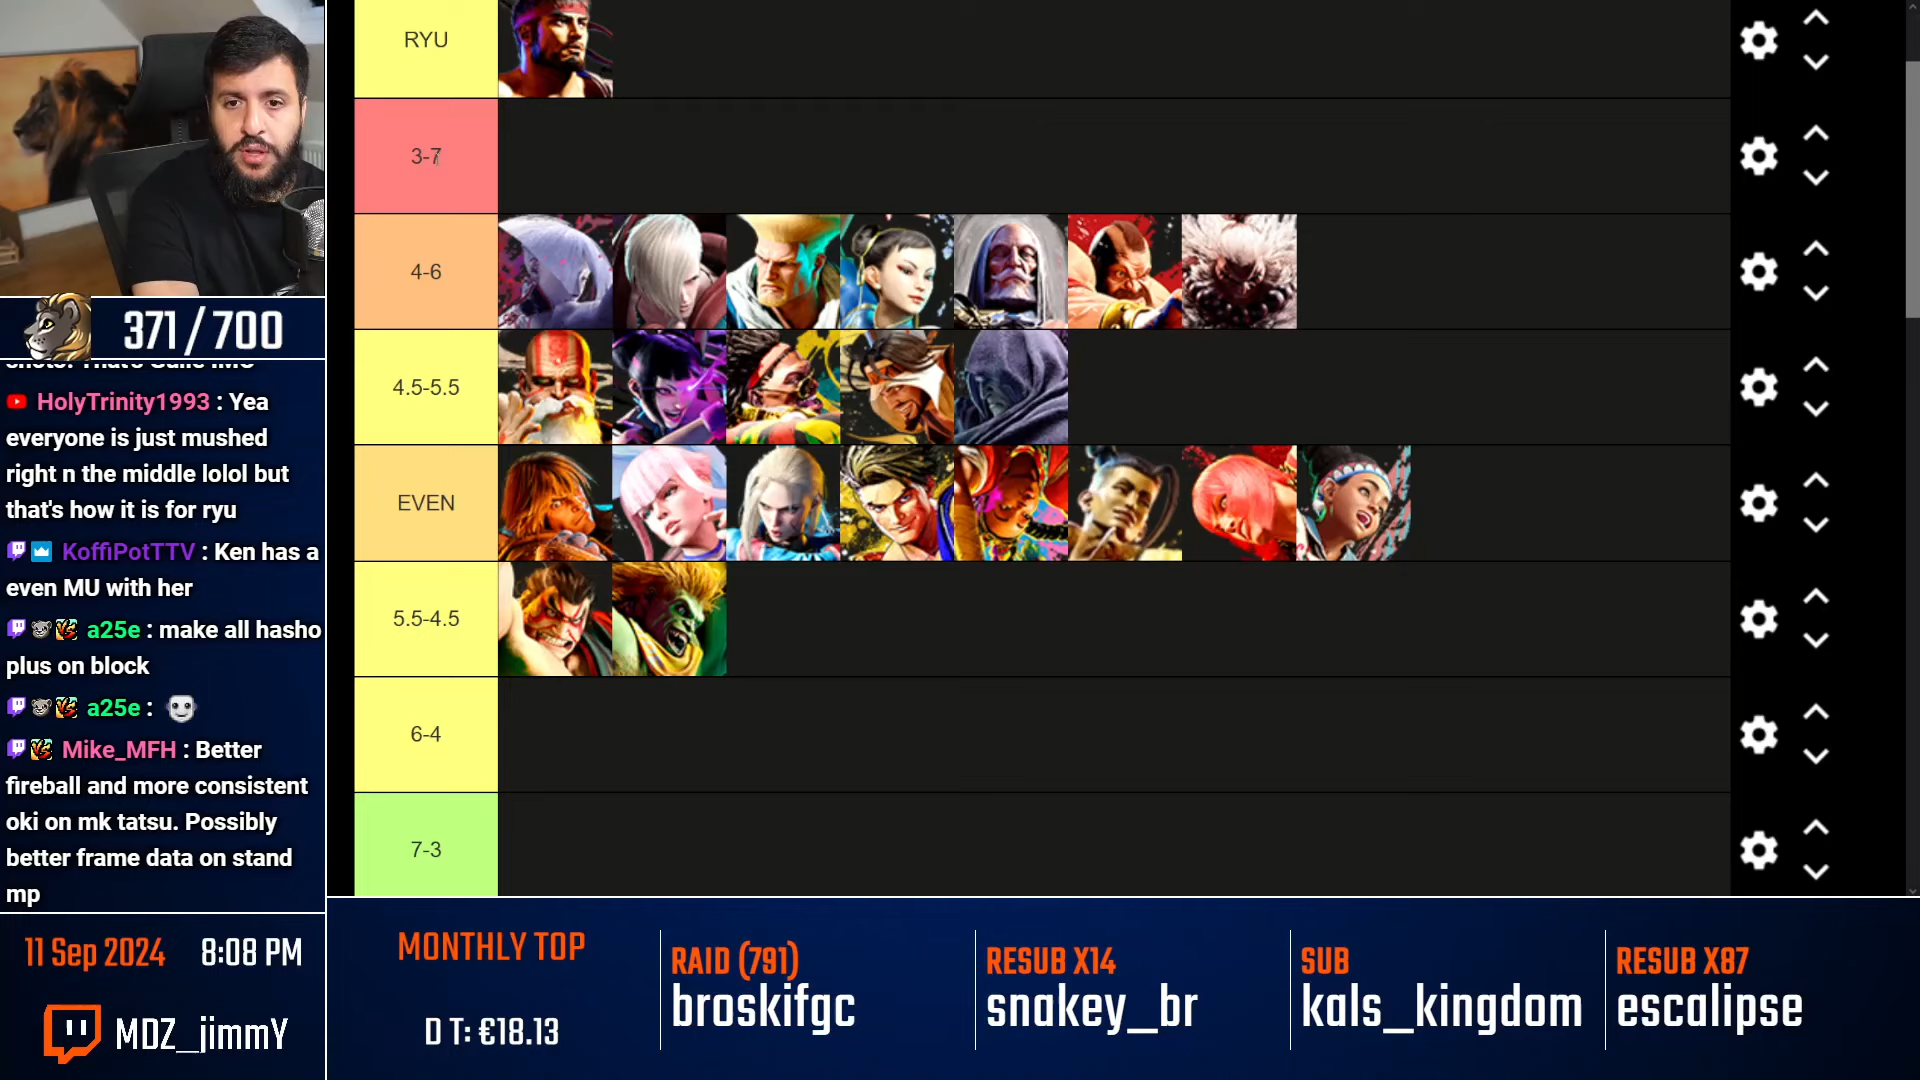 RYU
3-7
4-6
4.5-5.5
EVEN
5.5-4.5
6-4
7-3
371/700
HolyTrinity1993 : Yea
everyone is just mushed
right n the middle lolol but
that's how it is for ryu
KoffiPotTTV : Ken has a
even MU with her
a25e : make all hasho
plus on block
a25e :
Mike_MFH : Better
fireball and more consistent
oki on mk tatsu. Possibly
better frame data on stand
mp
11 Sep 2024 8:08 PM
MDZ_jimmY
MONTHLY TOP
D T: €18.13
RAID (791)
broskifgc
RESUB X14
snakey_br
SUB
kals_kingdom
RESUB X87
escalipse